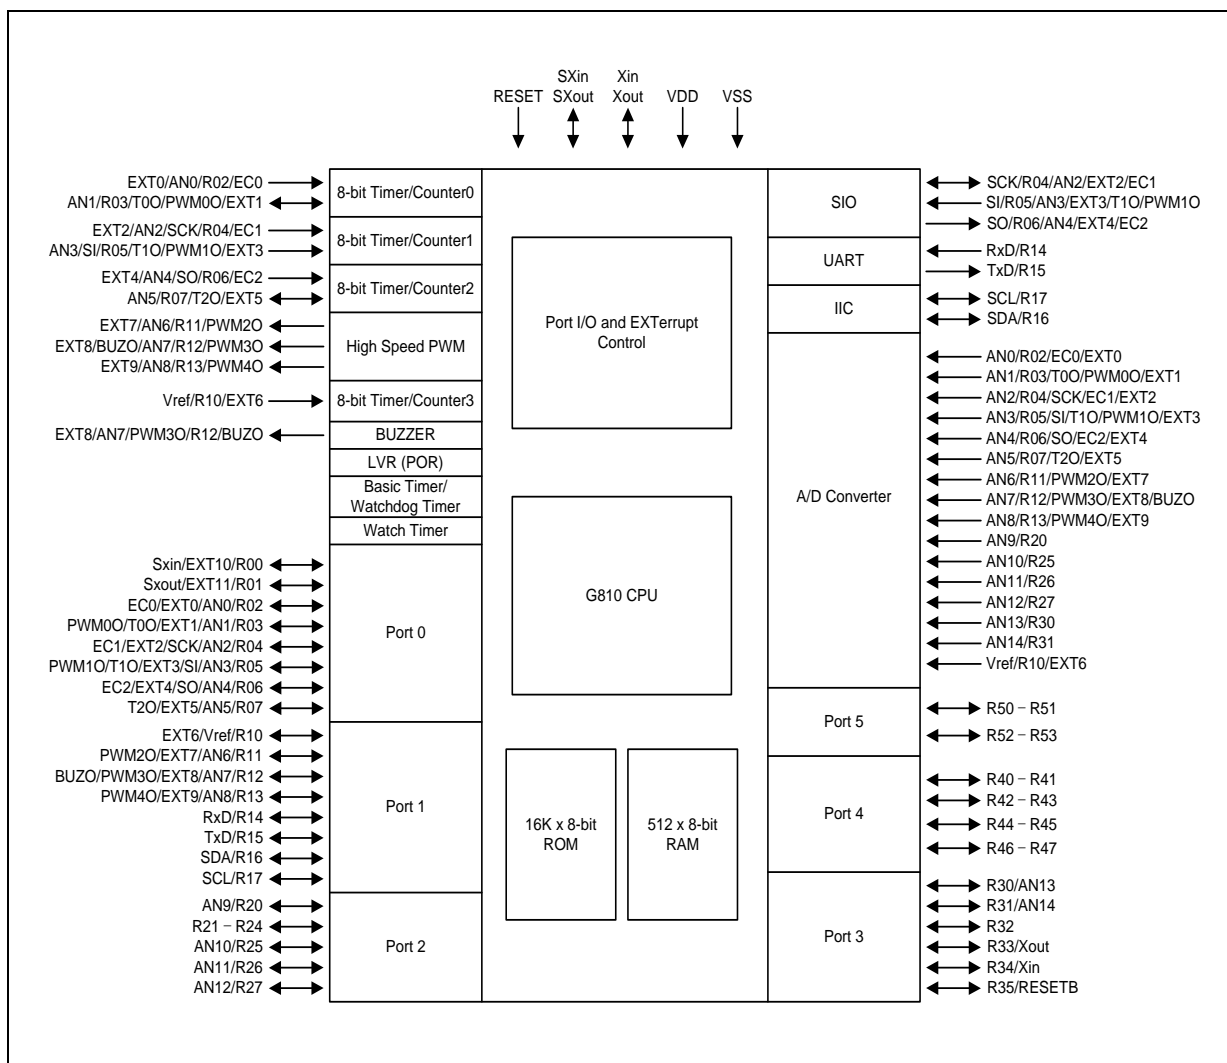 SXin
SXout
Xin
Xout
RESET
VDD
VSS
EXT0/AN0/R02/EC0
AN1/R03/T0O/PWM0O/EXT1
8-bit Timer/Counter0
EXT2/AN2/SCK/R04/EC1
AN3/SI/R05/T1O/PWM1O/EXT3
8-bit Timer/Counter1
EXT4/AN4/SO/R06/EC2
AN5/R07/T2O/EXT5
8-bit Timer/Counter2
EXT7/AN6/R11/PWM2O
EXT8/BUZO/AN7/R12/PWM3O
EXT9/AN8/R13/PWM4O
High Speed PWM
Vref/R10/EXT6
8-bit Timer/Counter3
EXT8/AN7/PWM3O/R12/BUZO
BUZZER
LVR (POR)
Basic Timer/
Watchdog Timer
Watch Timer
Sxin/EXT10/R00
Sxout/EXT11/R01
EC0/EXT0/AN0/R02
PWM0O/T0O/EXT1/AN1/R03
EC1/EXT2/SCK/AN2/R04
PWM1O/T1O/EXT3/SI/AN3/R05
EC2/EXT4/SO/AN4/R06
T2O/EXT5/AN5/R07
Port 0
EXT6/Vref/R10
PWM2O/EXT7/AN6/R11
BUZO/PWM3O/EXT8/AN7/R12
PWM4O/EXT9/AN8/R13
RxD/R14
TxD/R15
SDA/R16
SCL/R17
Port 1
AN9/R20
R21 – R24
AN10/R25
AN11/R26
AN12/R27
Port 2
Port I/O and EXTerrupt
Control
G810 CPU
16K x 8-bit
ROM
512 x 8-bit
RAM
SIO
SCK/R04/AN2/EXT2/EC1
SI/R05/AN3/EXT3/T1O/PWM1O
SO/R06/AN4/EXT4/EC2
UART
RxD/R14
TxD/R15
IIC
SCL/R17
SDA/R16
A/D Converter
AN0/R02/EC0/EXT0
AN1/R03/T0O/PWM0O/EXT1
AN2/R04/SCK/EC1/EXT2
AN3/R05/SI/T1O/PWM1O/EXT3
AN4/R06/SO/EC2/EXT4
AN5/R07/T2O/EXT5
AN6/R11/PWM2O/EXT7
AN7/R12/PWM3O/EXT8/BUZO
AN8/R13/PWM4O/EXT9
AN9/R20
AN10/R25
AN11/R26
AN12/R27
AN13/R30
AN14/R31
Vref/R10/EXT6
Port 5
R50 – R51
R52 – R53
Port 4
R40 – R41
R42 – R43
R44 – R45
R46 – R47
Port 3
R30/AN13
R31/AN14
R32
R33/Xout
R34/Xin
R35/RESETB